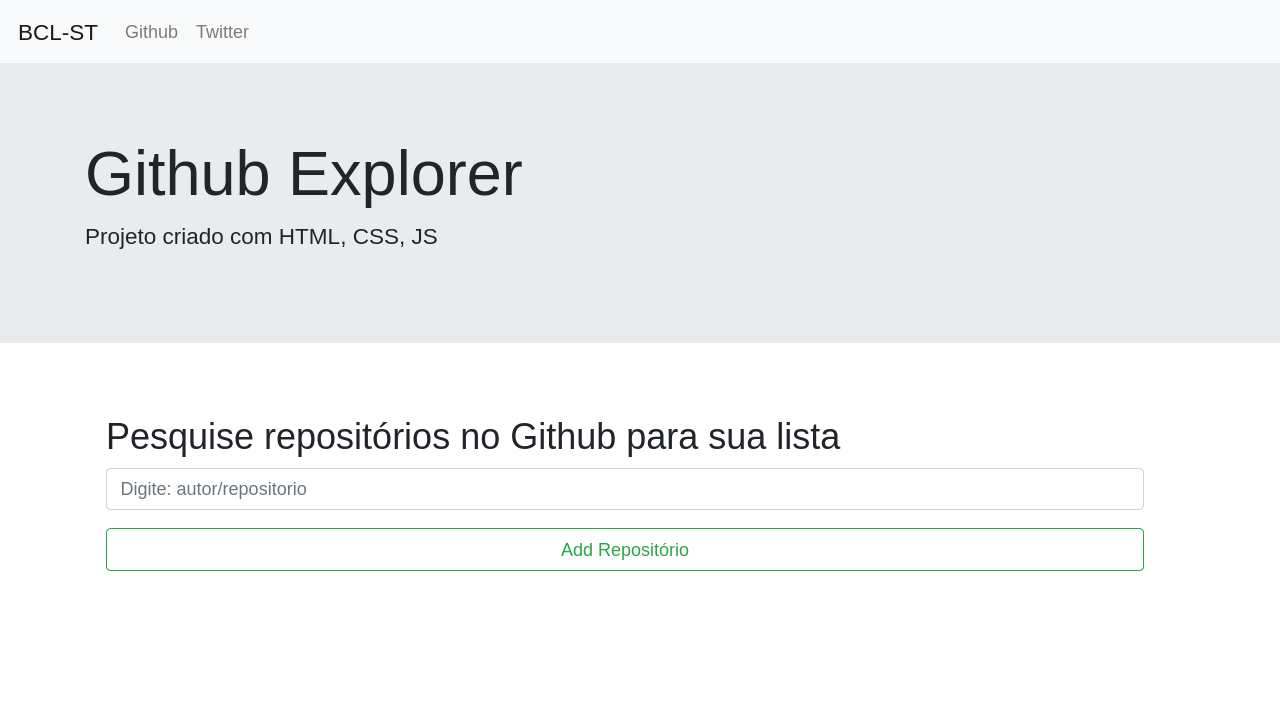 BCL-ST Github Twitter
Github Explorer
Projeto criado com HTML, CSS, JS
Pesquise repositórios no Github para sua lista
Digite: autor/repositorio
Add Repositório